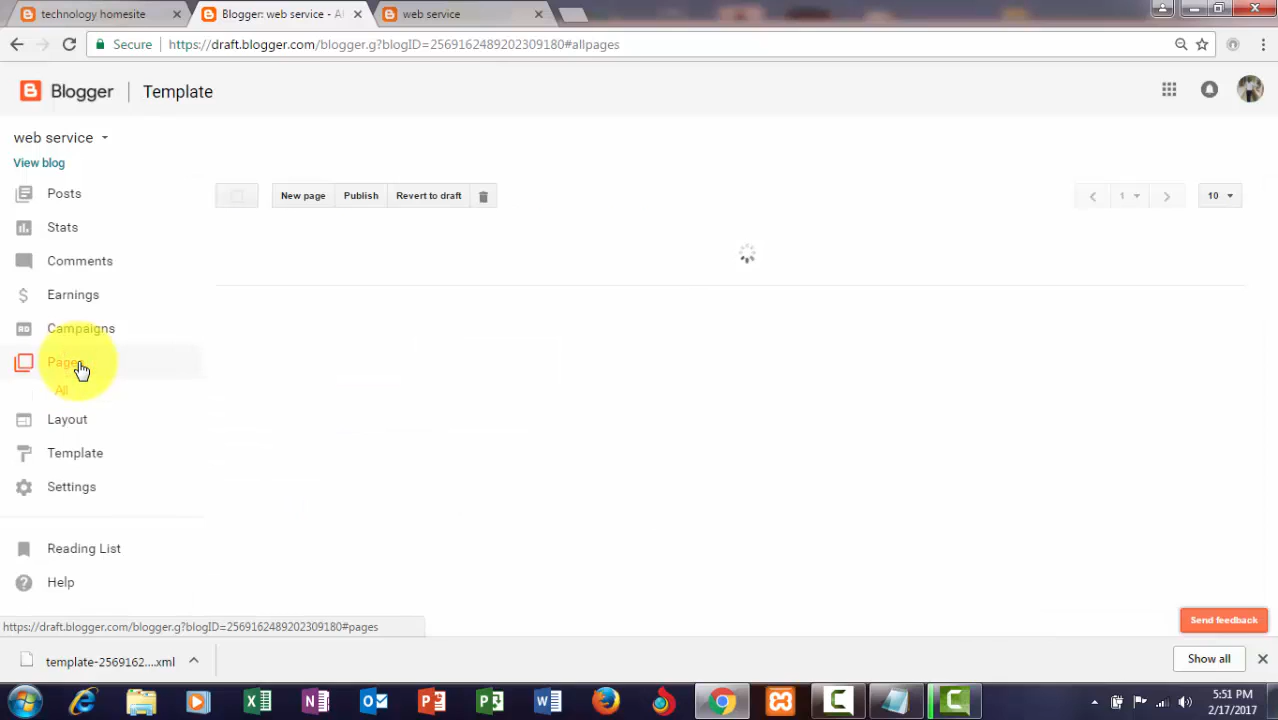 technology homesite
Blogger: web service - Al
web service
Secure
https://draft.blogger.com/blogger.g?blogID=2569162489202309180#allpages
Blogger
Template
web service
View blog
Posts
New page
Publish
Revert to draft
1
10
Stats
Comments
Earnings
Campaigns
Pages
All
Layout
Template
Settings
Reading List
Help
https://draft.blogger.com/blogger.g?blogID=2569162489202309180#pages
Send feedback
template-2569162....xml
Show all
5:51 PM
2/17/2017